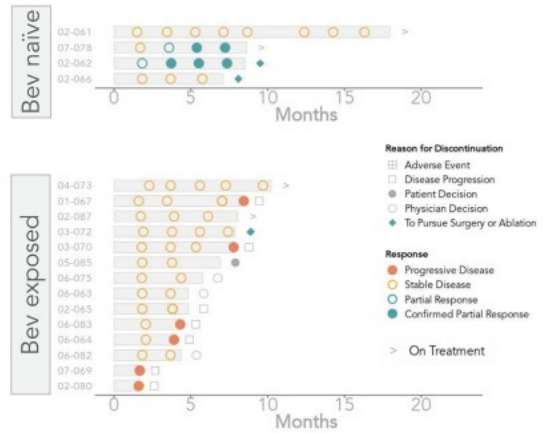 Bev naïve
02-061
07-078
02-062
02-066
0 5 10 15 20
Months
Bev exposed
04-073
01-067
02-087
03-072
03-070
05-085
06-075
06-063
02-065
06-083
06-064
06-082
07-069
02-080
0 5 10 15 20
Months
Reason for Discontinuation
Adverse Event
Disease Progression
Patient Decision
Physician Decision
To Pursue Surgery or Ablation
Response
Progressive Disease
Stable Disease
Partial Response
Confirmed Partial Response
> On Treatment